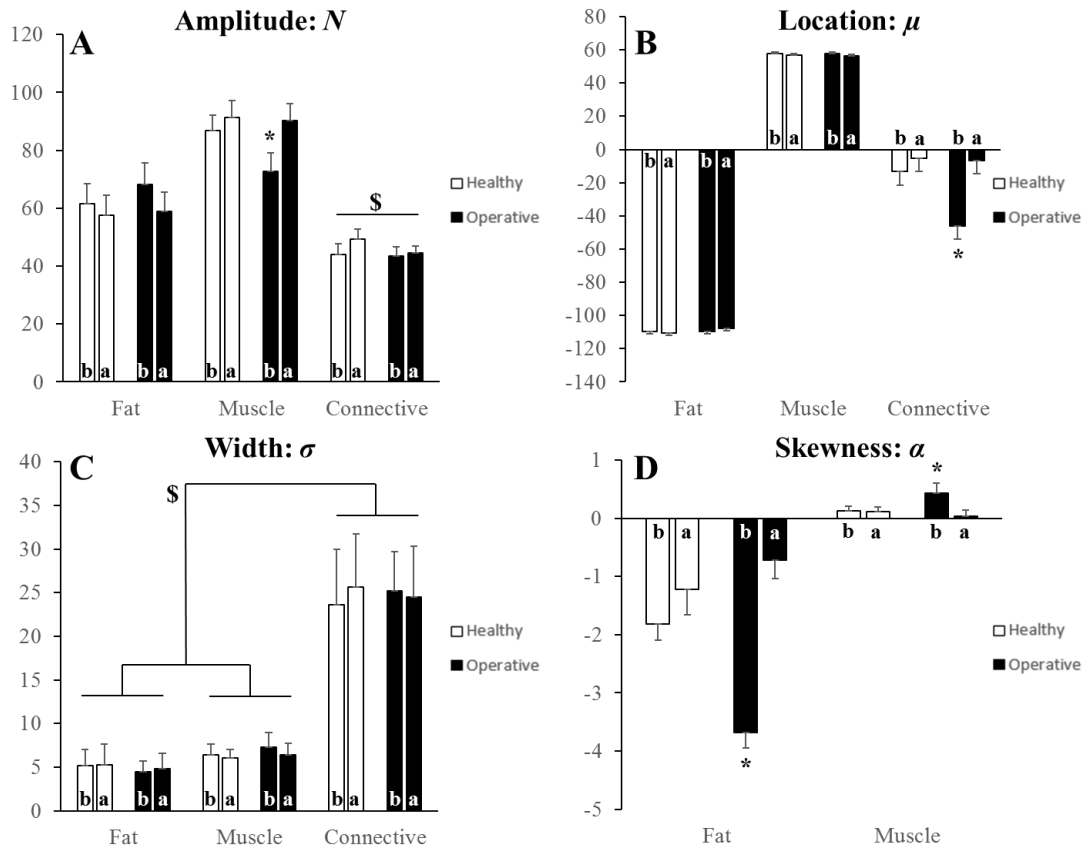 A
Amplitude: N
120
100
80
60
40
20
0
*
$
b a b a b a b a b a b a
Fat Muscle Connective
Healthy
Operative
B
Location: μ
80
60
40
20
0
-20
-40
-60
-80
-100
-120
-140
b a b a b a b a b a b a
*
Fat Muscle Connective
Healthy
Operative
C
Width: σ
40
35
30
25
20
15
10
5
0
$
b a b a b a b a b a b a
Fat Muscle Connective
Healthy
Operative
D
Skewness: α
1
0
-1
-2
-3
-4
-5
*
b a b a b a b a
*
Fat Muscle
Healthy
Operative